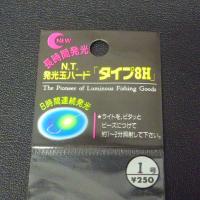 NEW
長時間発光
N.T.
発光玉ハード「タイプ8H」
The Pioneer of Luminous Fishing Goods
8時間連続発光
★ライトを、ピタッと
ビーズにつけて
約1〜2分間射して下さい。
1号
¥250